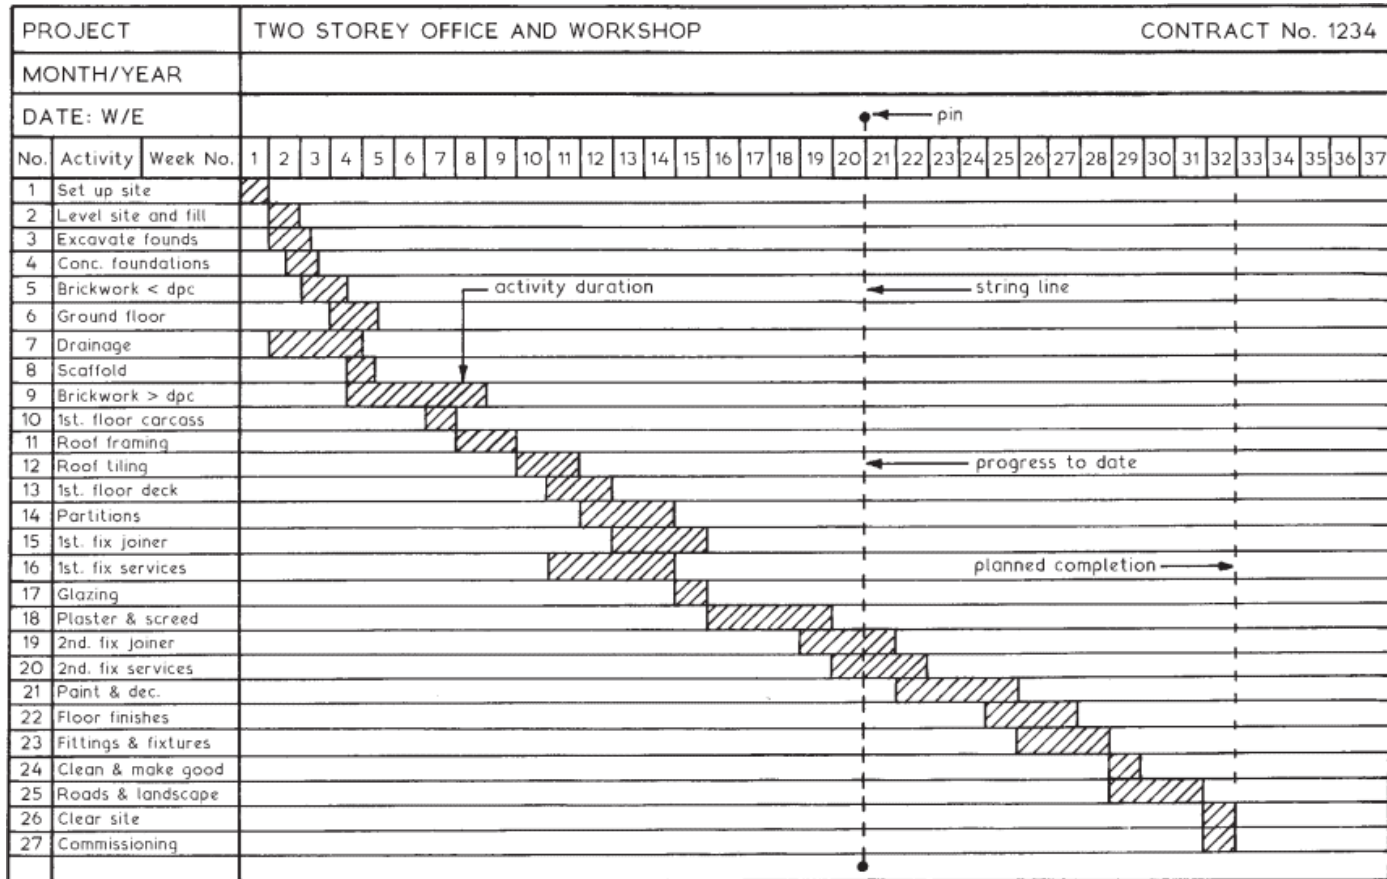 PROJECT TWO STOREY OFFICE AND WORKSHOP CONTRACT No. 1234
MONTH/YEAR
DATE: W/E pin
No. Activity Week No. 1 2 3 4 5 6 7 8 9 10 11 12 13 14 15 16 17 18 19 20 21 22 23 24 25 26 27 28 29 30 31 32 33 34 35 36 37
1 Set up site
2 Level site and fill
3 Excavate founds
4 Conc. foundations
5 Brickwork < dpc activity duration string line
6 Ground floor
7 Drainage
8 Scaffold
9 Brickwork > dpc
10 1st. floor carcass
11 Roof framing
12 Roof tiling progress to date
13 1st. floor deck
14 Partitions
15 1st. fix joiner
16 1st. fix services planned completion
17 Glazing
18 Plaster & screed
19 2nd. fix joiner
20 2nd. fix services
21 Paint & dec.
22 Floor finishes
23 Fittings & fixtures
24 Clean & make good
25 Roads & landscape
26 Clear site
27 Commissioning